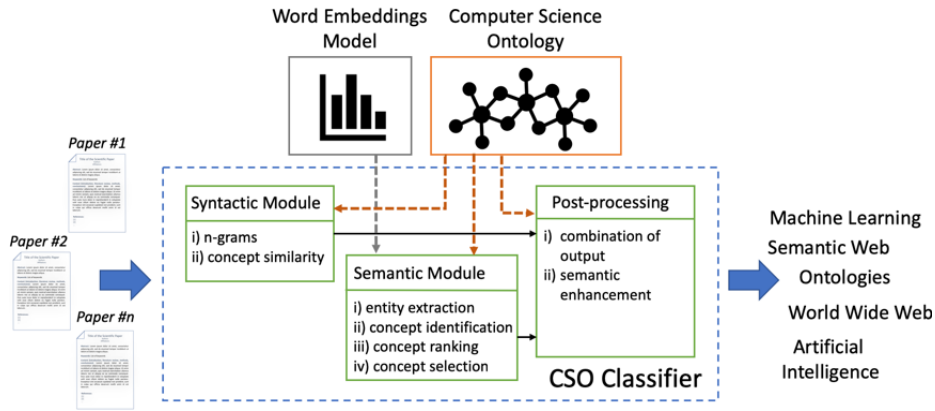 Word Embeddings
Model
Computer Science
Ontology
Paper #1
Paper #2
Paper #n
Syntactic Module
i) n-grams
ii) concept similarity
Semantic Module
i) entity extraction
ii) concept identification
iii) concept ranking
iv) concept selection
Post-processing
i) combination of
output
ii) semantic
enhancement
CSO Classifier
Machine Learning
Semantic Web
Ontologies
World Wide Web
Artificial
Intelligence